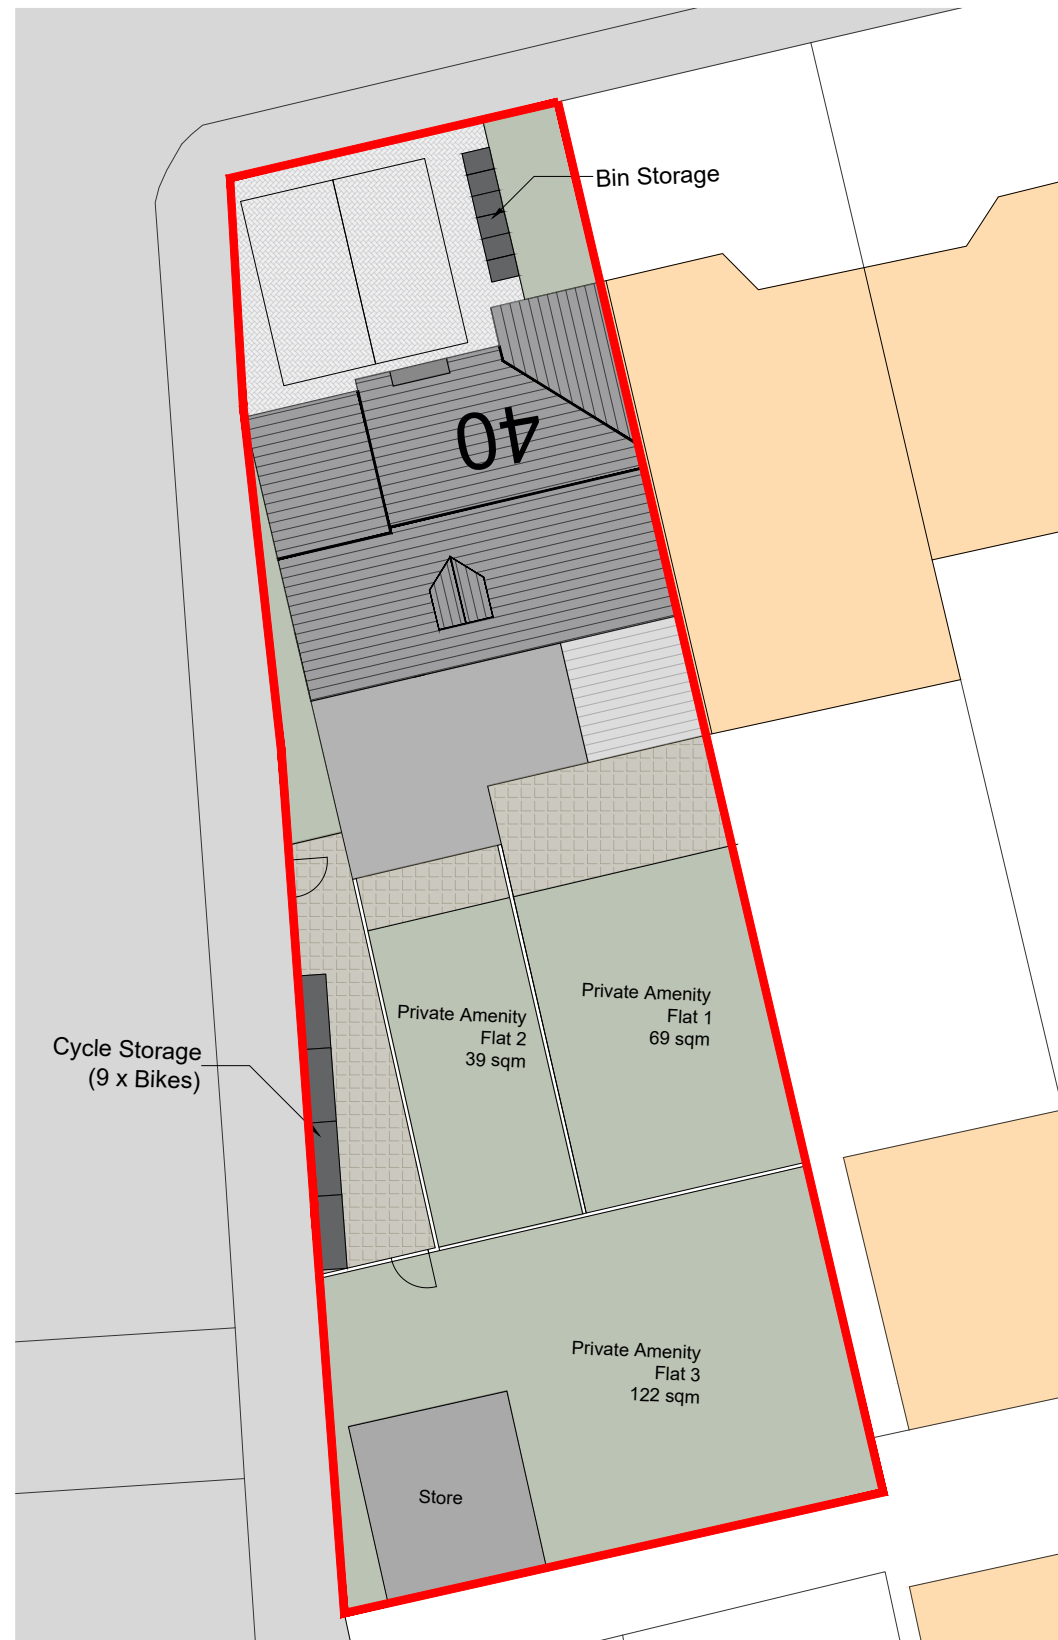 Bin Storage
40
Private Amenity
Flat 1
69 sqm
Private Amenity
Flat 2
39 sqm
Cycle Storage
(9 x Bikes)
Private Amenity
Flat 3
122 sqm
Store